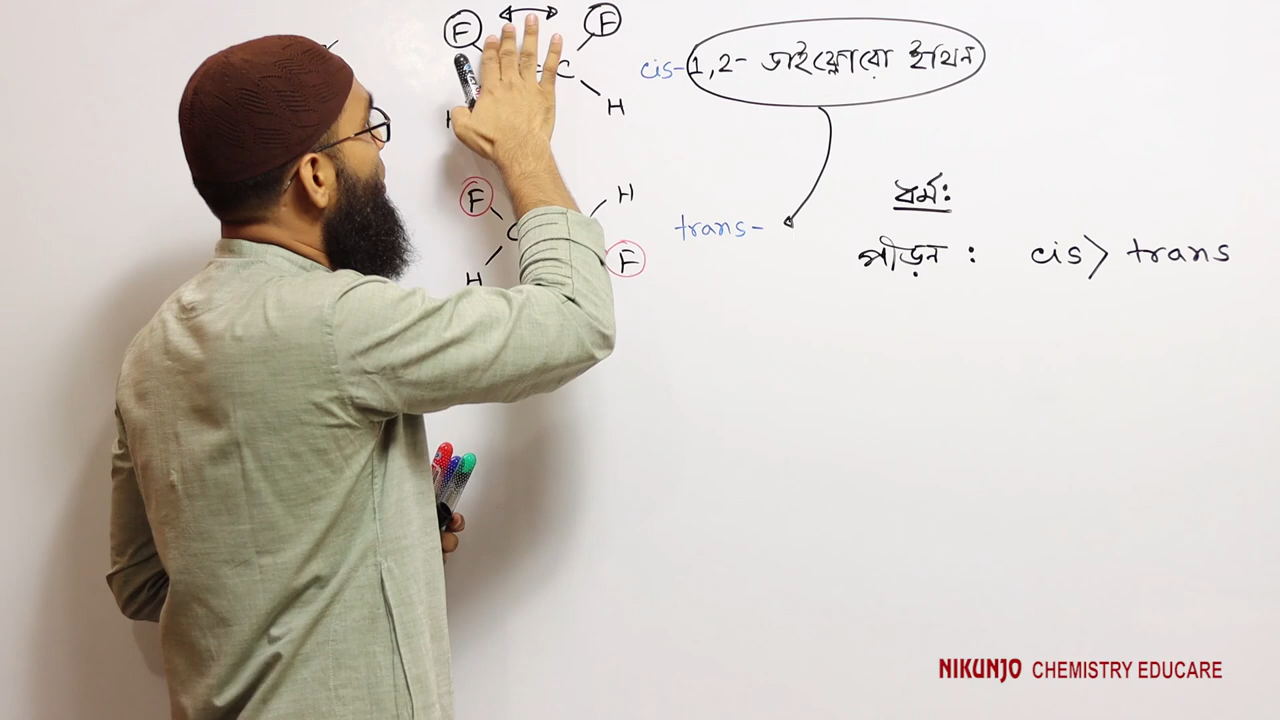 F F
C
H
H
cis-1,2- ডাইফ্লোরো ইথিন
F H
C
H F
trans-
ধর্ম:
পীড়ন : cis > trans
NIKUNJO CHEMISTRY EDUCARE